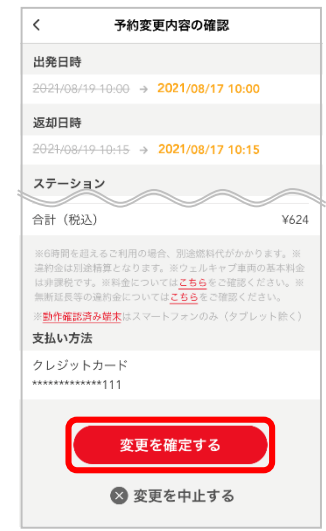 予約変更内容の確認
出発日時
2021/08/19 10:00 → 2021/08/17 10:00
返却日時
2021/08/19 10:15 → 2021/08/17 10:15
ステーション
合計（税込） ¥624
※6時間を超えるご利用の場合、別途燃料代がかかります。※
違約金は別途精算となります。※ウェルキャブ車両の基本料金
は非課税です。※料金についてはこちらをご確認ください。※
無断延長等の違約金についてはこちらをご確認ください。
※動作確認済み端末はスマートフォンのみ（タブレット除く）
支払い方法
クレジットカード
*************111
変更を確定する
変更を中止する